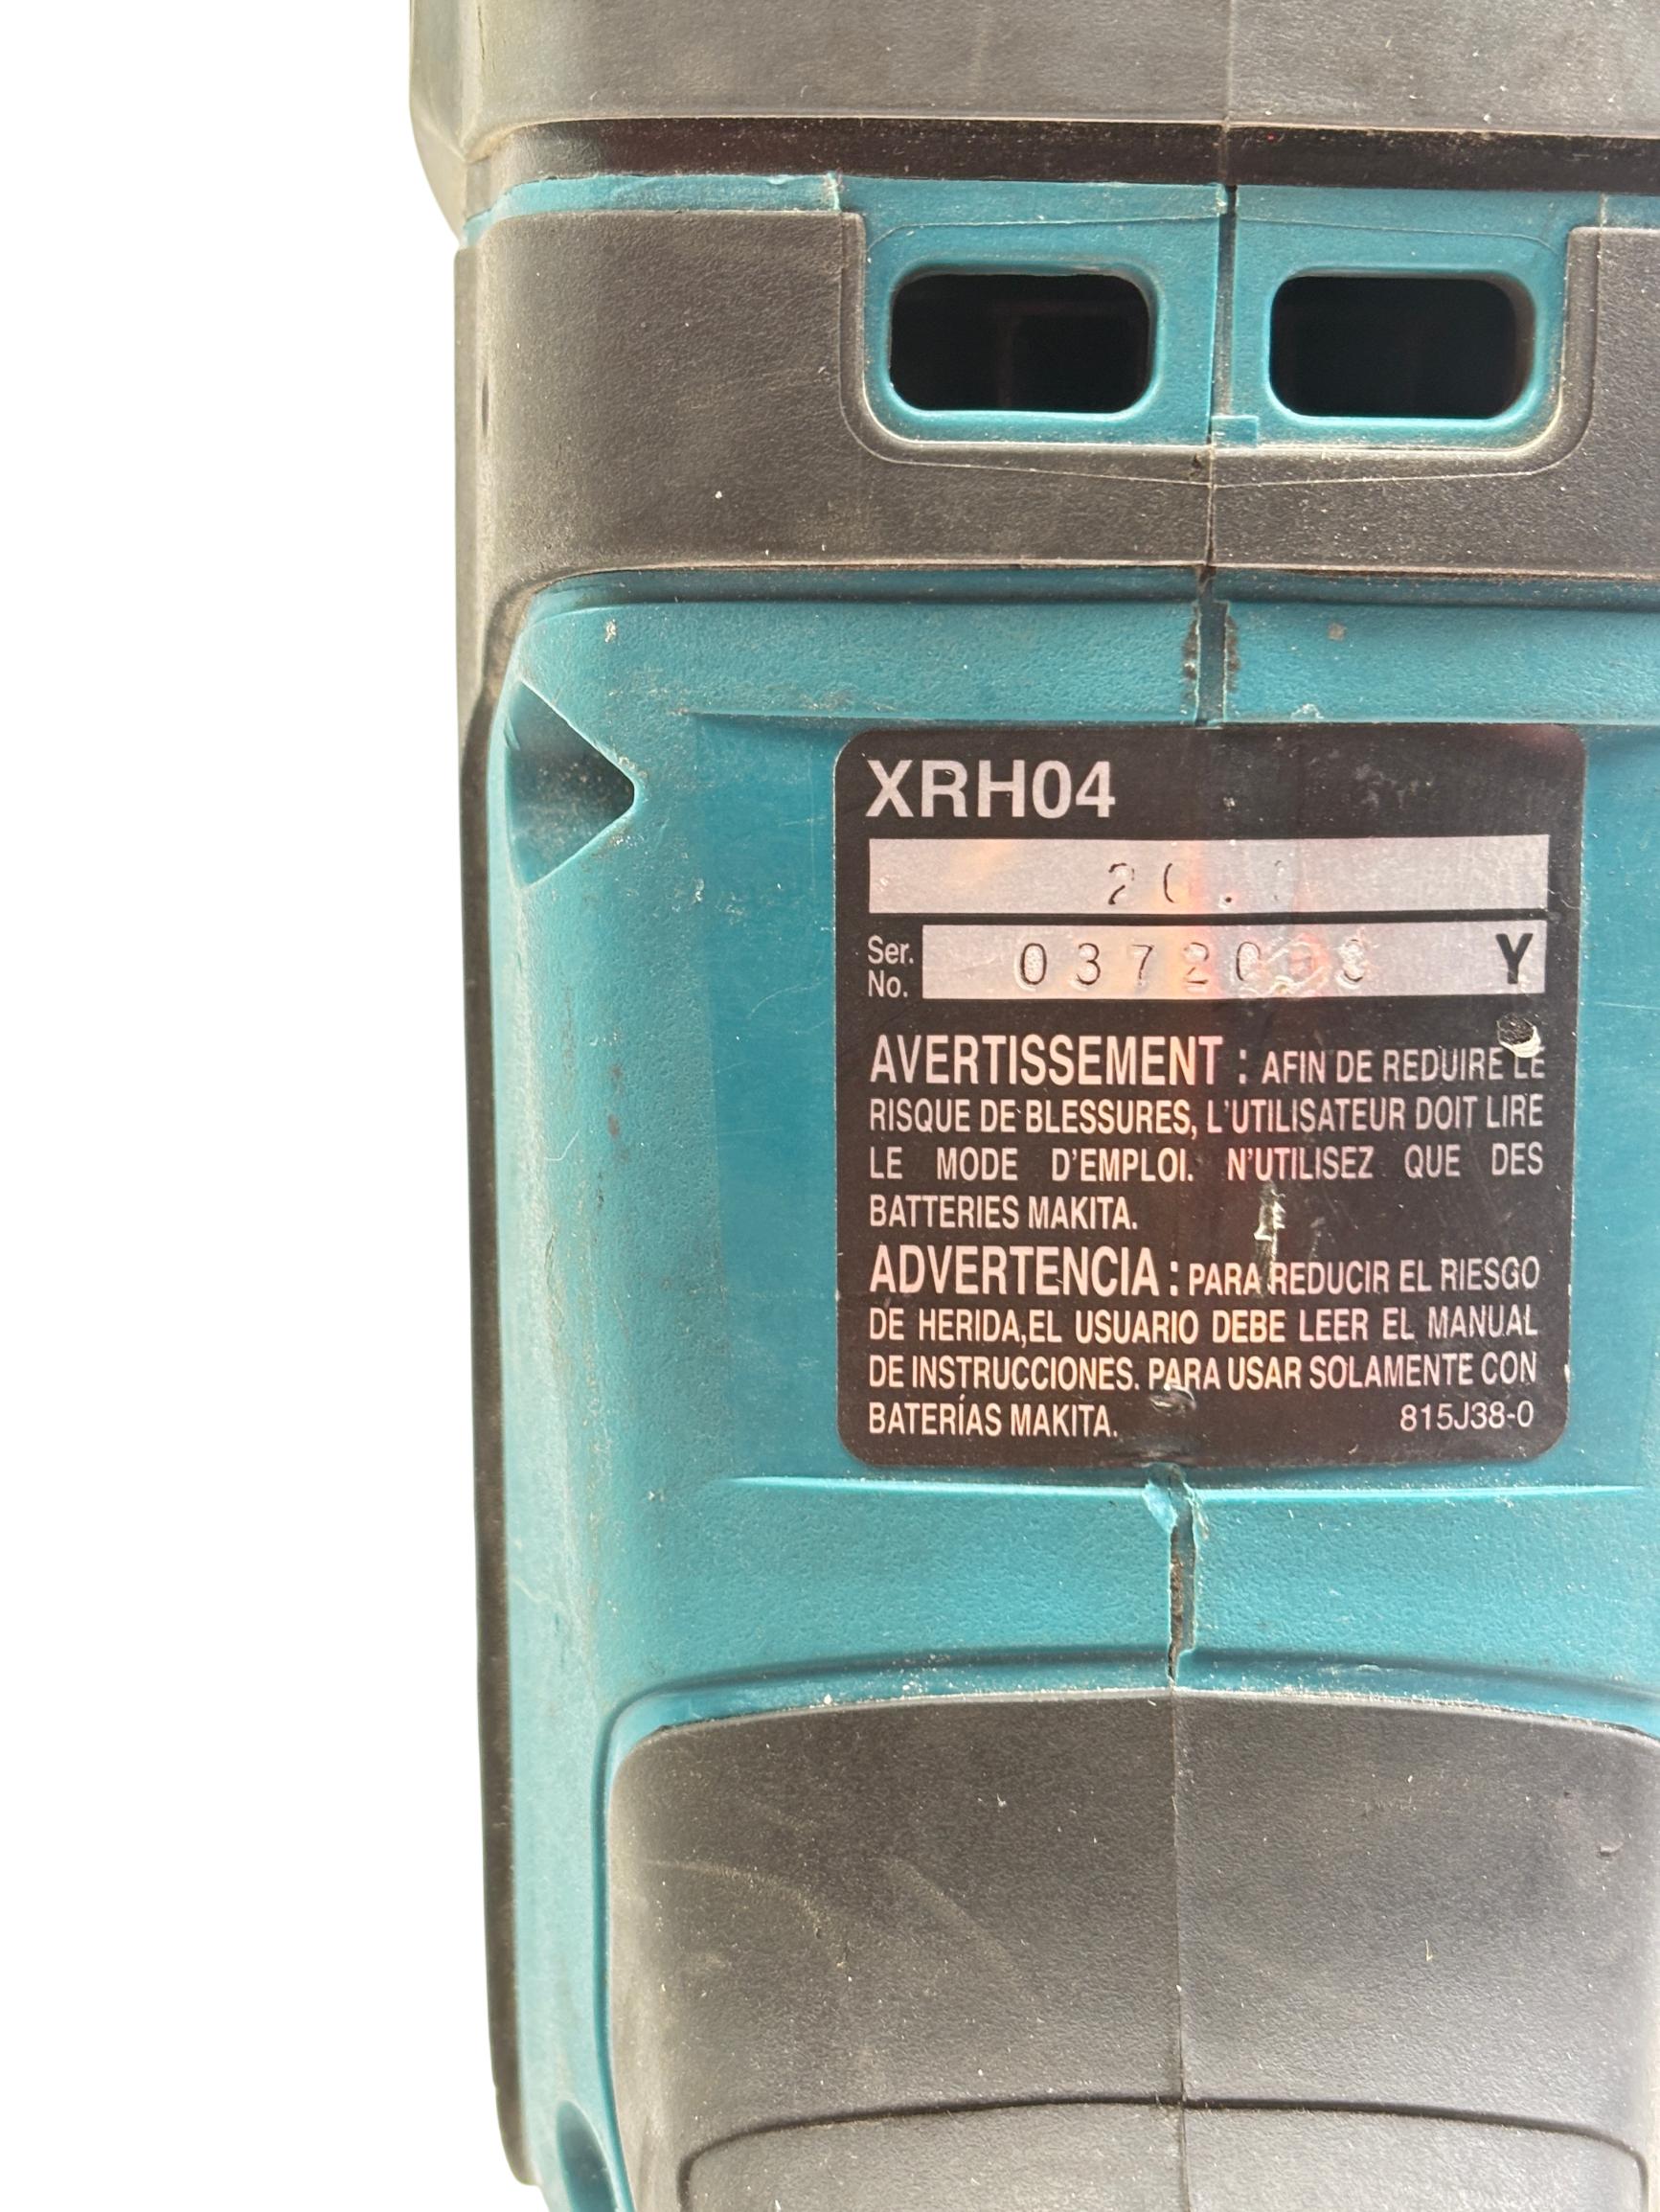 XRH04
Ser.
No. Y
AVERTISSEMENT : AFIN DE REDUIRE LE
RISQUE DE BLESSURES, L'UTILISATEUR DOIT LIRE
LE MODE D'EMPLOI. N'UTILISEZ QUE DES
BATTERIES MAKITA.
ADVERTENCIA : PARA REDUCIR EL RIESGO
DE HERIDA,EL USUARIO DEBE LEER EL MANUAL
DE INSTRUCCIONES. PARA USAR SOLAMENTE CON
BATERÍAS MAKITA. 815J38-0